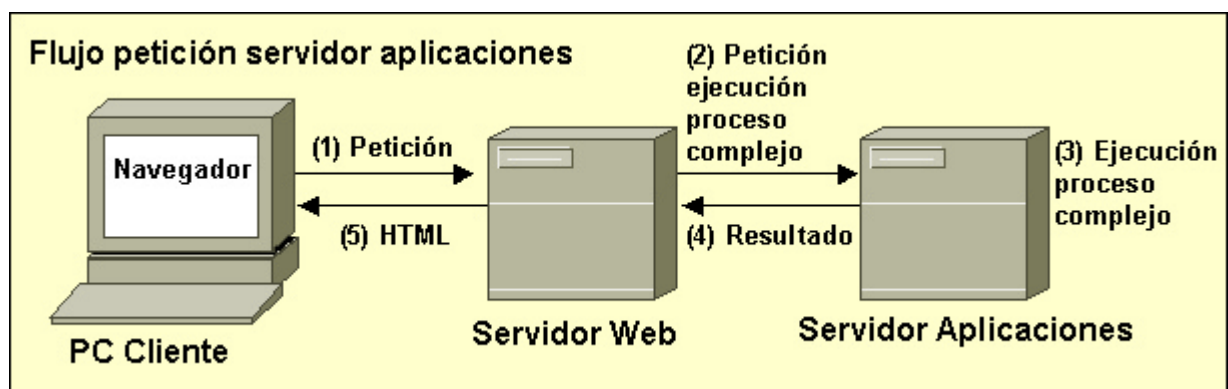 Flujo petición servidor aplicaciones
Navegador
(1) Petición
(5) HTML
(2) Petición
ejecución
proceso
complejo
(4) Resultado
(3) Ejecución
proceso
complejo
PC Cliente
Servidor Web
Servidor Aplicaciones